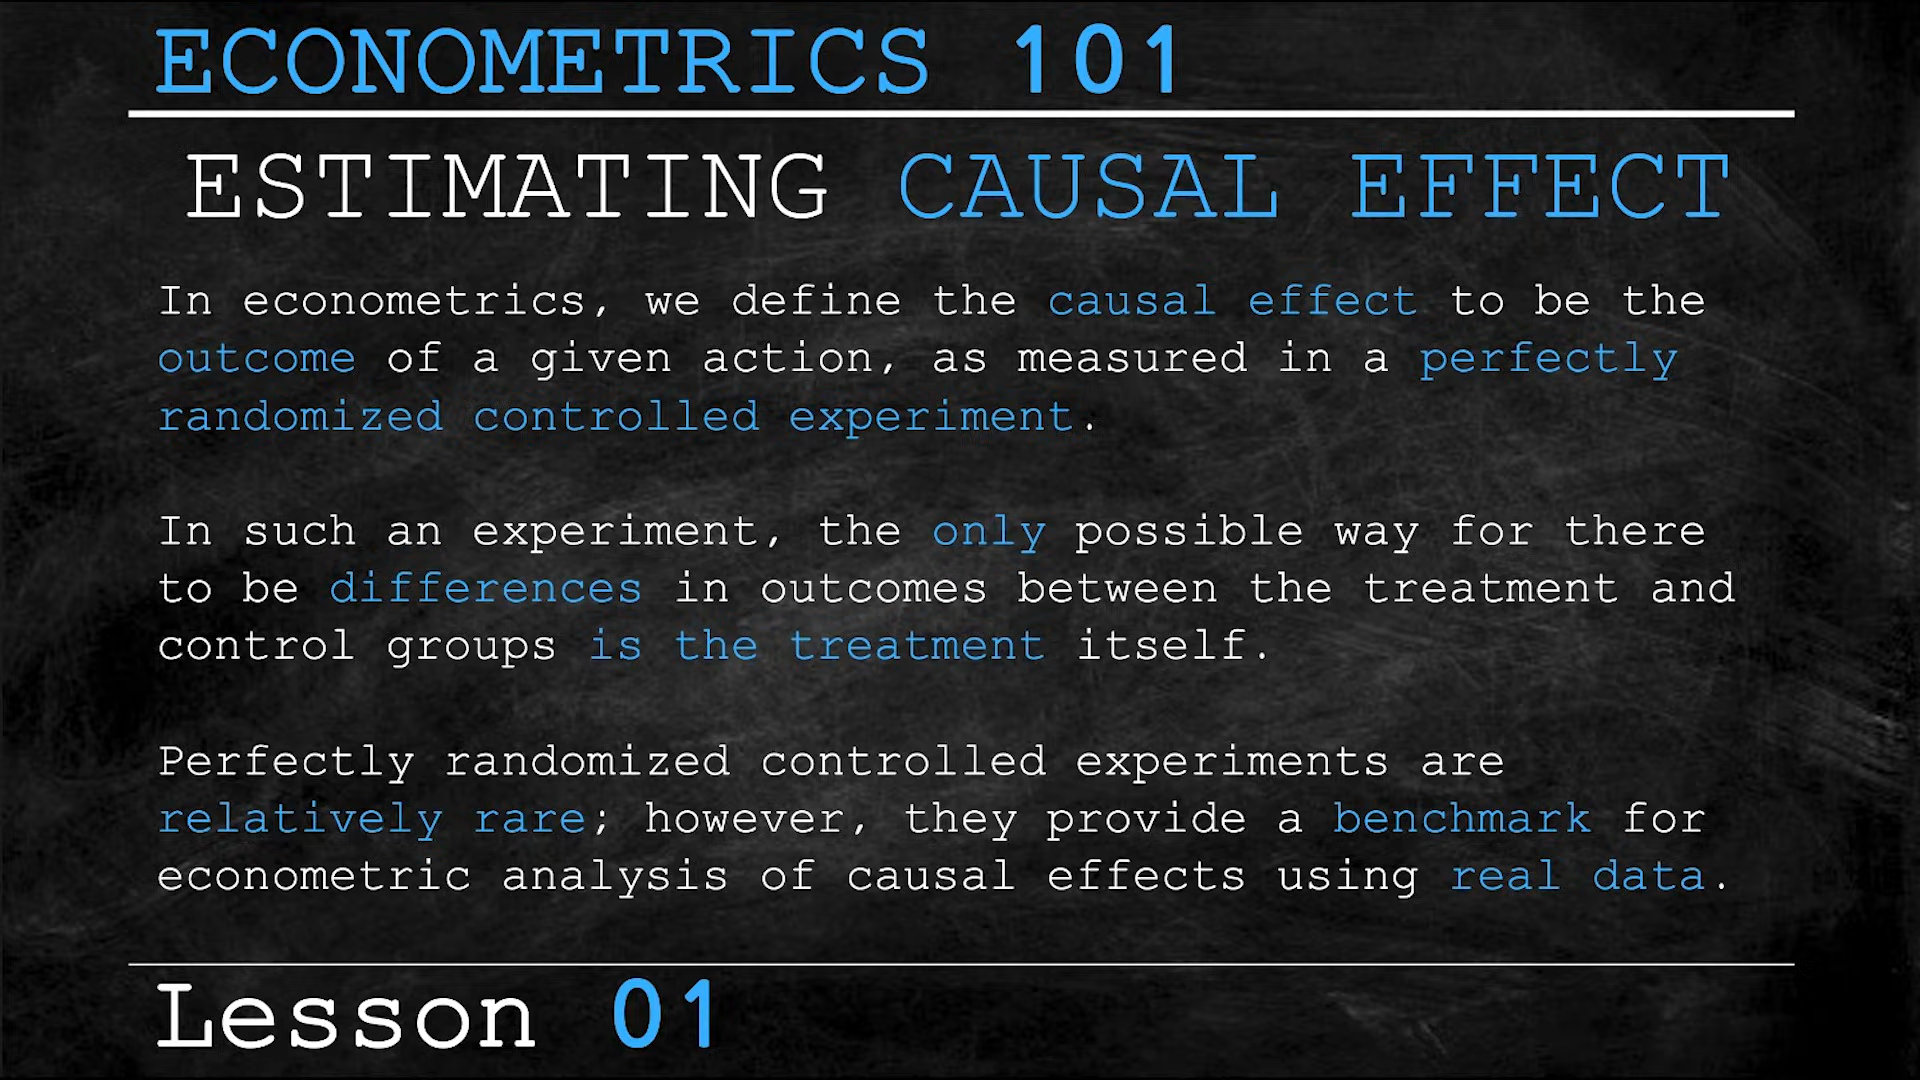 ECONOMETRICS 101
ESTIMATING CAUSAL EFFECT
In econometrics, we define the causal effect to be the
outcome of a given action, as measured in a perfectly
randomized controlled experiment.
In such an experiment, the only possible way for there
to be differences in outcomes between the treatment and
control groups is the treatment itself.
Perfectly randomized controlled experiments are
relatively rare; however, they provide a benchmark for
econometric analysis of causal effects using real data.
Lesson 01